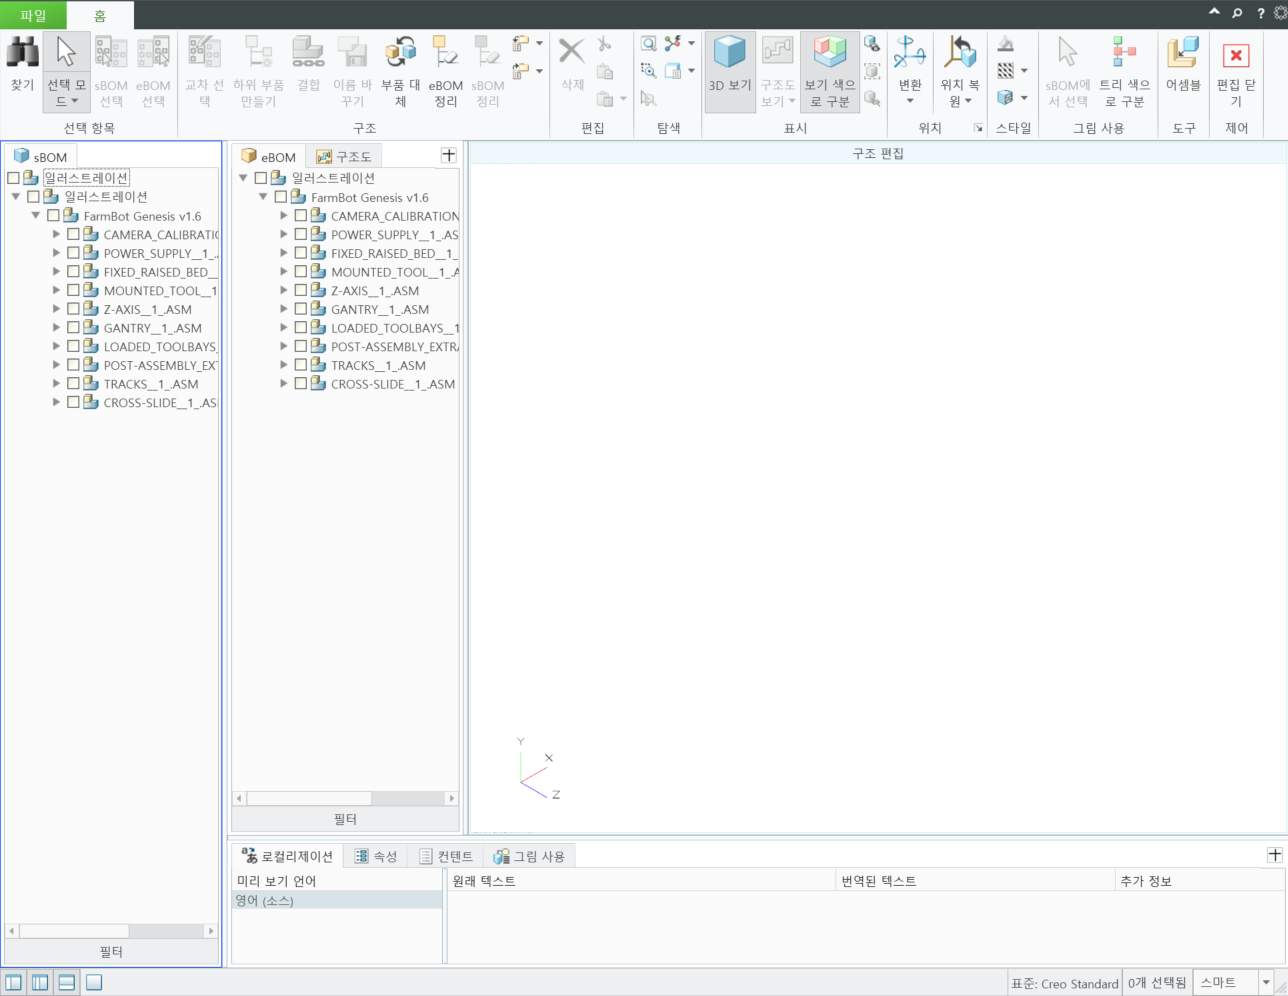 파일
홈
찾기
선택 모드
sBOM 선택
eBOM 선택
선택 항목
교차 선택
하위 부품 만들기
결합
이름 바꾸기
부품 대체
eBOM 정리
sBOM 정리
구조
삭제
편집
탐색
3D 보기
구조도 보기
보기 색으로 구분
표시
변환
위치 복원
위치
스타일
sBOM에서 선택
트리 색으로 구분
그림 사용
어셈블
도구
편집 닫기
제어
sBOM
일러스트레이션
일러스트레이션
FarmBot Genesis v1.6
CAMERA_CALIBRATIO
POWER_SUPPLY__1_.
FIXED_RAISED_BED__
MOUNTED_TOOL__1
Z-AXIS__1_.ASM
GANTRY__1_.ASM
LOADED_TOOLBAYS_
POST-ASSEMBLY_EXT
TRACKS__1_.ASM
CROSS-SLIDE__1_.AS
필터
eBOM
구조도
일러스트레이션
FarmBot Genesis v1.6
CAMERA_CALIBRATION
POWER_SUPPLY__1_.AS
FIXED_RAISED_BED__1_
MOUNTED_TOOL__1_.A
Z-AXIS__1_.ASM
GANTRY__1_.ASM
LOADED_TOOLBAYS__1
POST-ASSEMBLY_EXTRA
TRACKS__1_.ASM
CROSS-SLIDE__1_.ASM
필터
구조 편집
Y
X
Z
로컬리제이션
속성
컨텐트
그림 사용
미리 보기 언어
원래 텍스트
번역된 텍스트
추가 정보
영어 (소스)
표준: Creo Standard
0개 선택됨
스마트